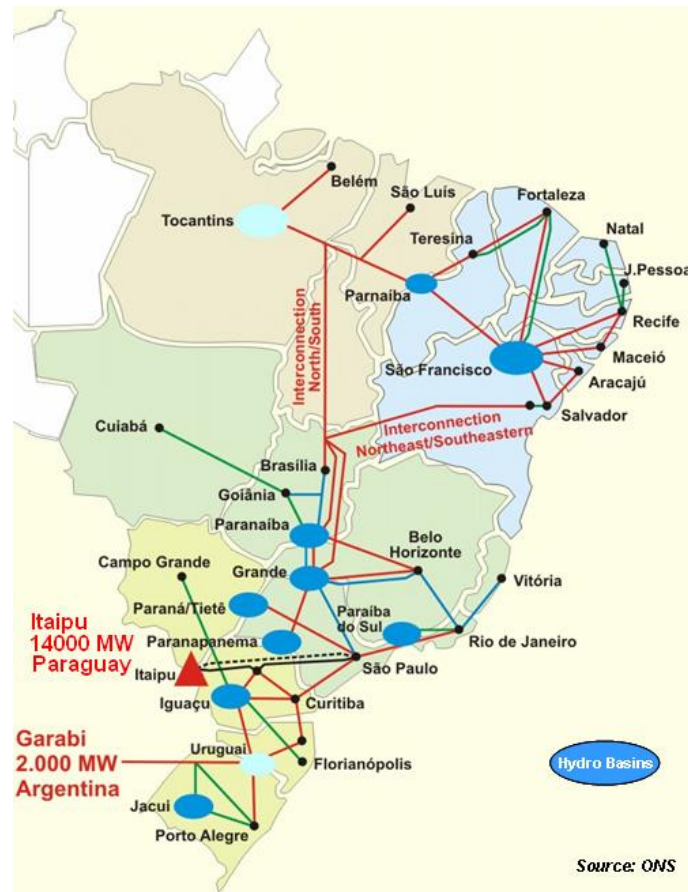 Belém
São Luís
Fortaleza
Tocantins
Teresina
Natal
J.Pessoa
Parnaíba
Recife
Interconnection
North/South
São Francisco
Maceió
Aracajú
Salvador
Interconnection
Northeast/Southeastern
Cuiabá
Brasília
Goiânia
Paranaíba
Belo
Horizonte
Campo Grande
Grande
Vitória
Paraná/Tietê
Paraíba
do Sul
Itaipu
14000 MW
Paraguay
Paranapanema
Rio de Janeiro
São Paulo
Itaipu
Iguaçu
Curitiba
Garabi
2.000 MW
Argentina
Uruguai
Florianópolis
Hydro Basins
Jacui
Porto Alegre
Source: ONS